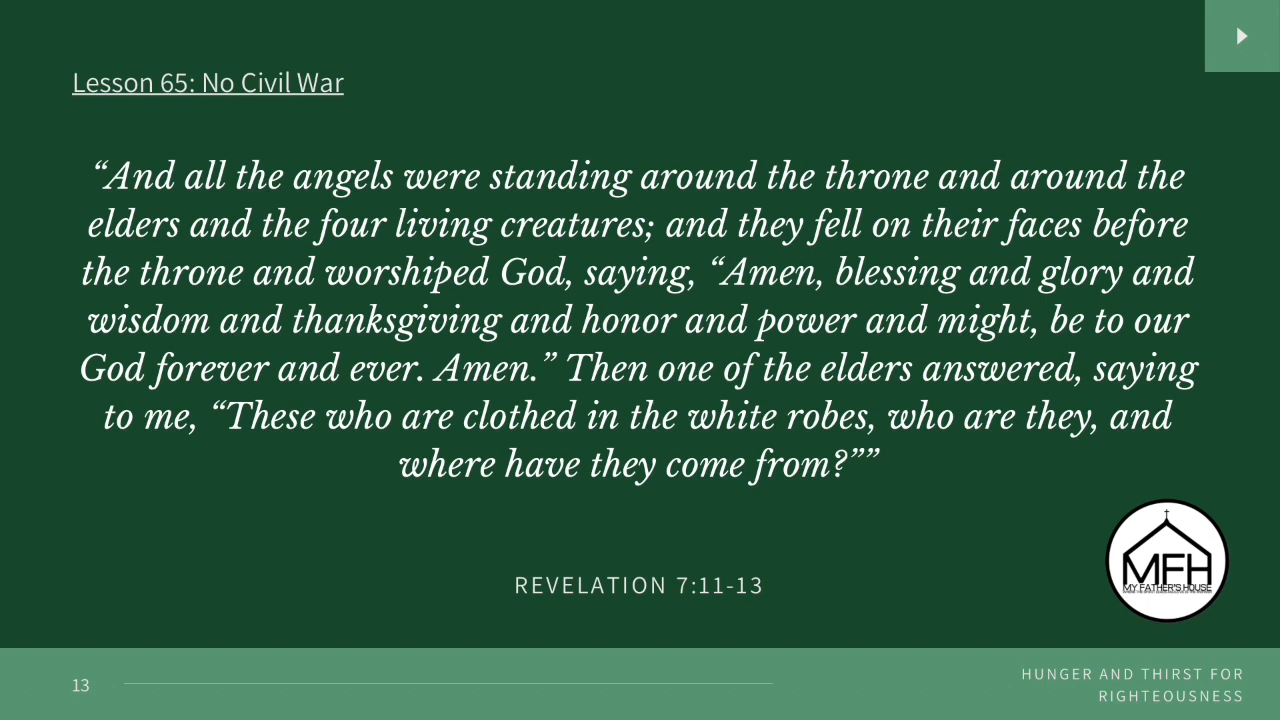 Lesson 65: No Civil War
“And all the angels were standing around the throne and around the
elders and the four living creatures; and they fell on their faces before
the throne and worshiped God, saying, “Amen, blessing and glory and
wisdom and thanksgiving and honor and power and might, be to our
God forever and ever. Amen.” Then one of the elders answered, saying
to me, “These who are clothed in the white robes, who are they, and
where have they come from?””
REVELATION 7:11-13
MFH
MY FATHER'S HOUSE
13
HUNGER AND THIRST FOR
RIGHTEOUSNESS